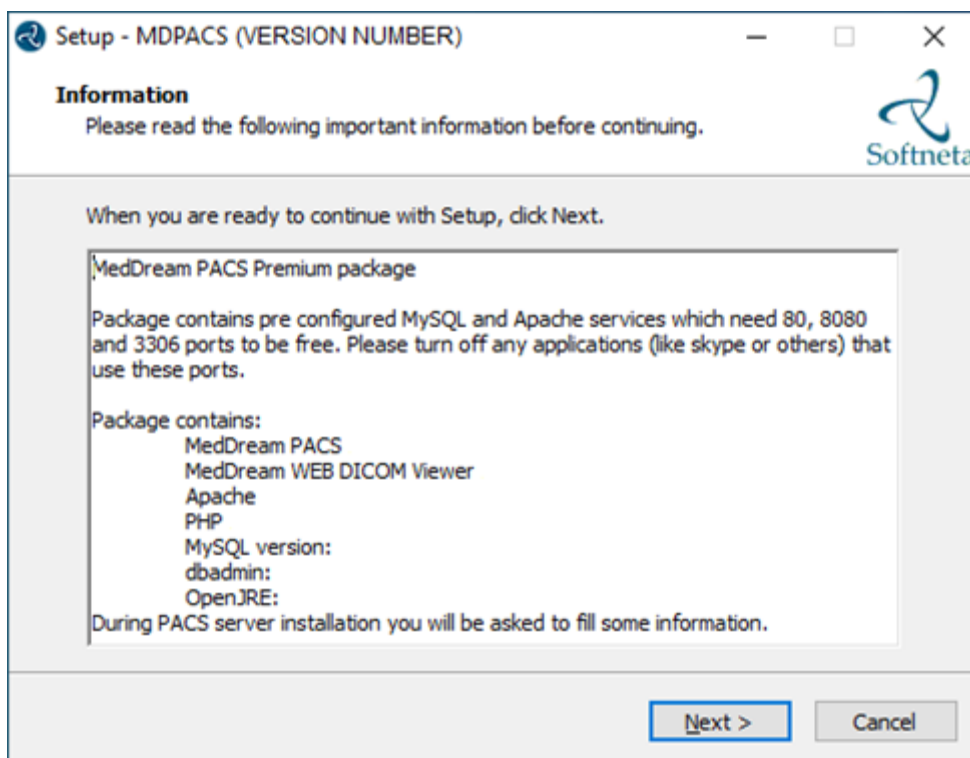 Setup - MDPACS (VERSION NUMBER)
Information
Please read the following important information before continuing.
Softneta
When you are ready to continue with Setup, click Next.
MedDream PACS Premium package
Package contains pre configured MySQL and Apache services which need 80, 8080
and 3306 ports to be free. Please turn off any applications (like skype or others) that
use these ports.
Package contains:
MedDream PACS
MedDream WEB DICOM Viewer
Apache
PHP
MySQL version:
dbadmin:
OpenJRE:
During PACS server installation you will be asked to fill some information.
Next >
Cancel